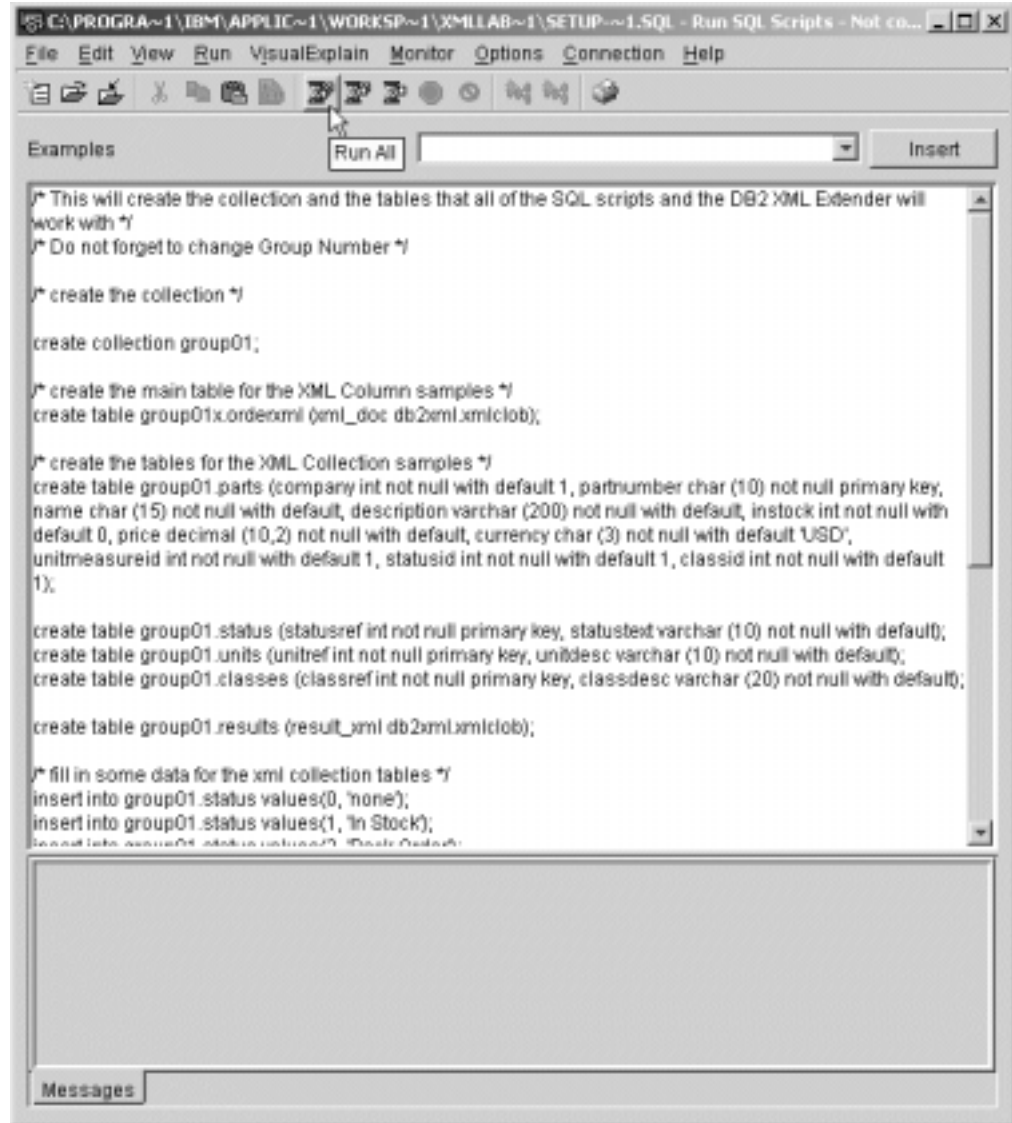 C:\PROGRA~1\IBM\APPLIC~1\WORKSP~1\XMLLAB~1\SETUP-~1.SQL - Run SQL Scripts - Not co...
File Edit View Run VisualExplain Monitor Options Connection Help
Examples
Run All
Insert
/* This will create the collection and the tables that all of the SQL scripts and the DB2 XML Extender will
work with */
/* Do not forget to change Group Number */
/* create the collection */
create collection group01;
/* create the main table for the XML Column samples */
create table group01x.orderxml (xml_doc db2xml.xmlclob);
/* create the tables for the XML Collection samples */
create table group01.parts (company int not null with default 1, partnumber char (10) not null primary key,
name char (15) not null with default, description varchar (200) not null with default, instock int not null with
default 0, price decimal (10,2) not null with default, currency char (3) not null with default 'USD',
unitmeasureid int not null with default 1, statusid int not null with default 1, classid int not null with default
1);
create table group01.status (statusref int not null primary key, statustext varchar (10) not null with default);
create table group01.units (unitref int not null primary key, unitdesc varchar (10) not null with default);
create table group01.classes (classref int not null primary key, classdesc varchar (20) not null with default);
create table group01.results (result_xml db2xml.xmlclob);
/* fill in some data for the xml collection tables */
insert into group01.status values(0, 'none');
insert into group01.status values(1, 'In Stock');
insert into group01.status values(2,
Messages